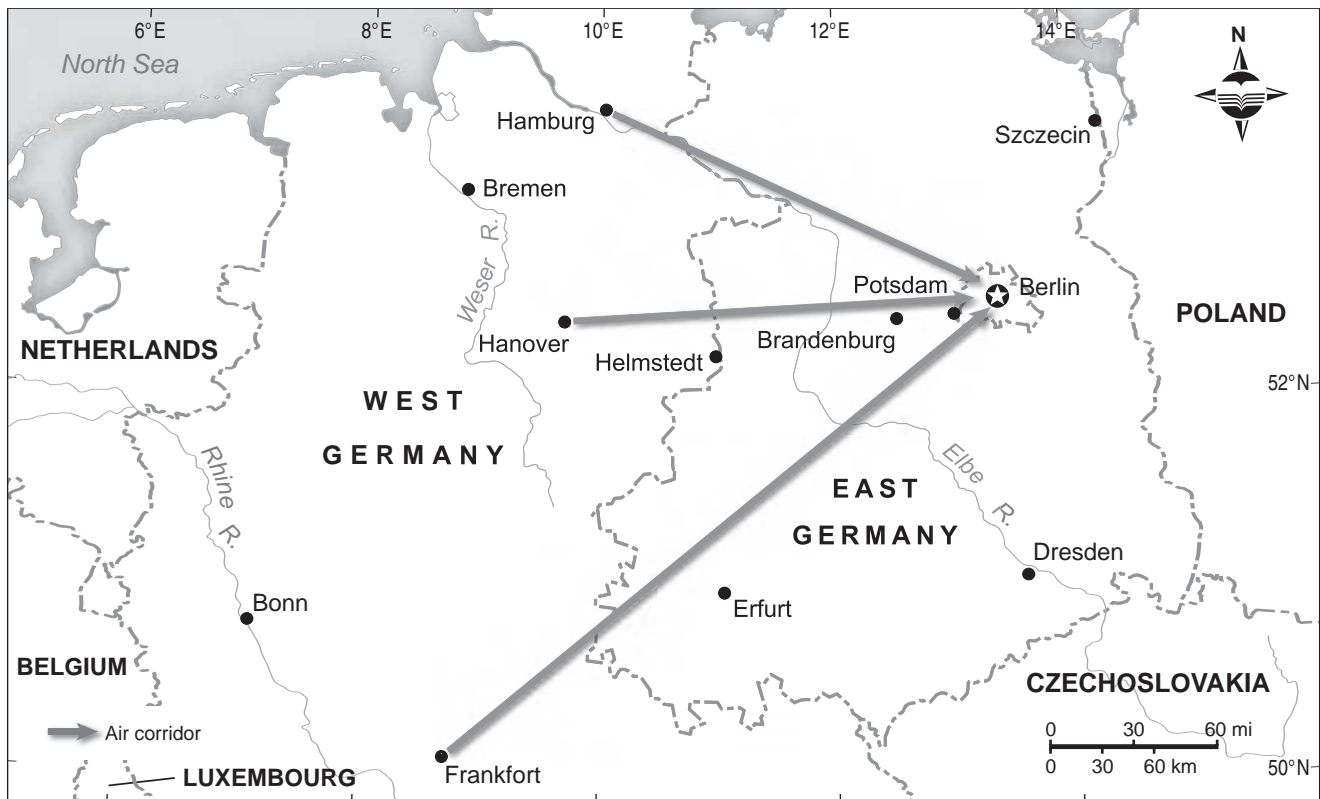 6°E
8°E
10°E
12°E
14°E
N
North Sea
Hamburg
Szczecin
Bremen
Weser R.
Potsdam
Berlin
POLAND
Hanover
Brandenburg
NETHERLANDS
Helmstedt
52°N
WEST
GERMANY
Rhine R.
Elbe R.
EAST
GERMANY
Dresden
Bonn
Erfurt
BELGIUM
CZECHOSLOVAKIA
Air corridor
0 30 60 mi
0 30 60 km
LUXEMBOURG
Frankfort
50°N